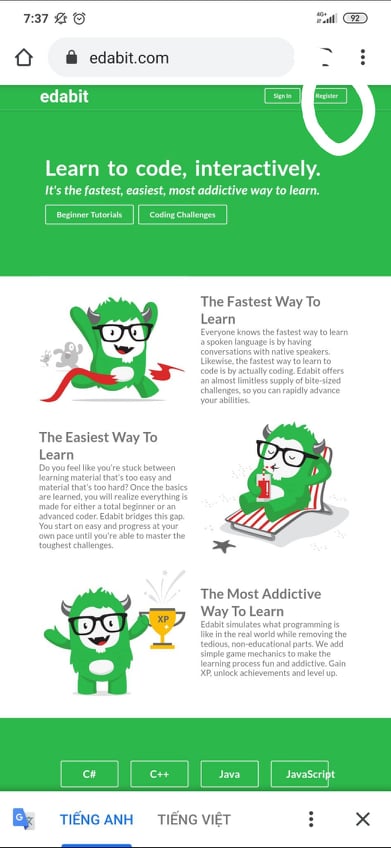 7:37
4G+
92
edabit.com
edabit
Sign In
Register
Learn to code, interactively.
It's the fastest, easiest, most addictive way to learn.
Beginner Tutorials
Coding Challenges
The Fastest Way To
Learn
Everyone knows the fastest way to learn
a spoken language is by having
conversations with native speakers.
Likewise, the fastest way to learn to
code is by actually coding. Edabit offers
an almost limitless supply of bite-sized
challenges, so you can rapidly advance
your abilities.
The Easiest Way To
Learn
Do you feel like you're stuck between
learning material that's too easy and
material that's too hard? Once the basics
are learned, you will realize everything is
made for either a total beginner or an
advanced coder. Edabit bridges this gap.
You start on easy and progress at your
own pace until you're able to master the
toughest challenges.
XP
The Most Addictive
Way To Learn
Edabit simulates what programming is
like in the real world while removing the
tedious, non-educational parts. We add
simple game mechanics to make the
learning process fun and addictive. Gain
XP, unlock achievements and level up.
C#
C++
Java
JavaScript
G
TIẾNG ANH
TIẾNG VIỆT